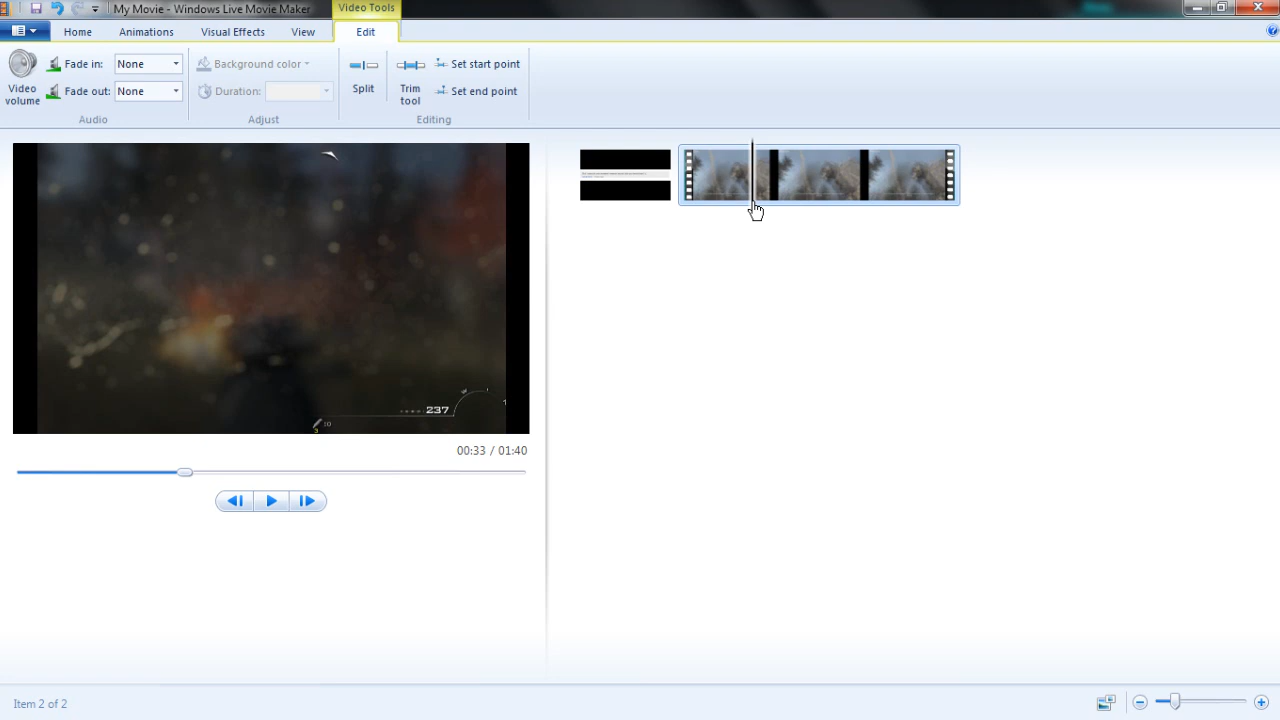 My Movie - Windows Live Movie Maker
Video Tools
Home
Animations
Visual Effects
View
Edit
Video volume
Fade in: None
Fade out: None
Audio
Background color
Duration:
Adjust
Split
Trim tool
Set start point
Set end point
Editing
237
00:33 / 01:40
Item 2 of 2